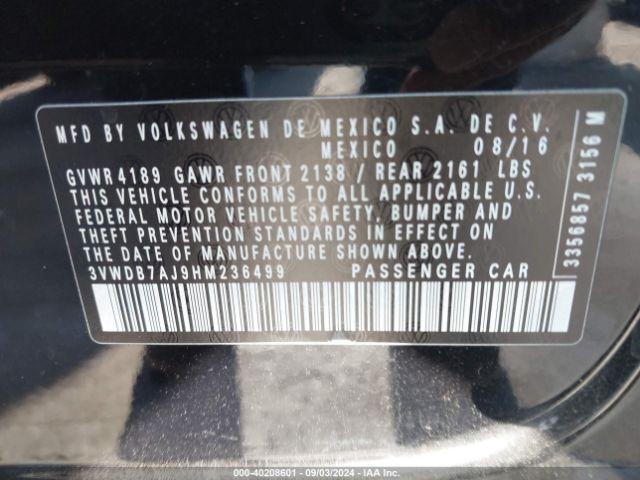 MFD BY VOLKSWAGEN DE MEXICO S.A. DE C.V.
MEXICO 08/16
GVWR 4189 GAWR FRONT 2138 / REAR 2161 LBS
THIS VEHICLE CONFORMS TO ALL APPLICABLE U.S.
FEDERAL MOTOR VEHICLE SAFETY, BUMPER AND
THEFT PREVENTION STANDARDS IN EFFECT ON
THE DATE OF MANUFACTURE SHOWN ABOVE.
3VWDB7AJ9HM236499 PASSENGER CAR
3356857 3156 M
000-40208601 - 09/03/2024 - IAA Inc.